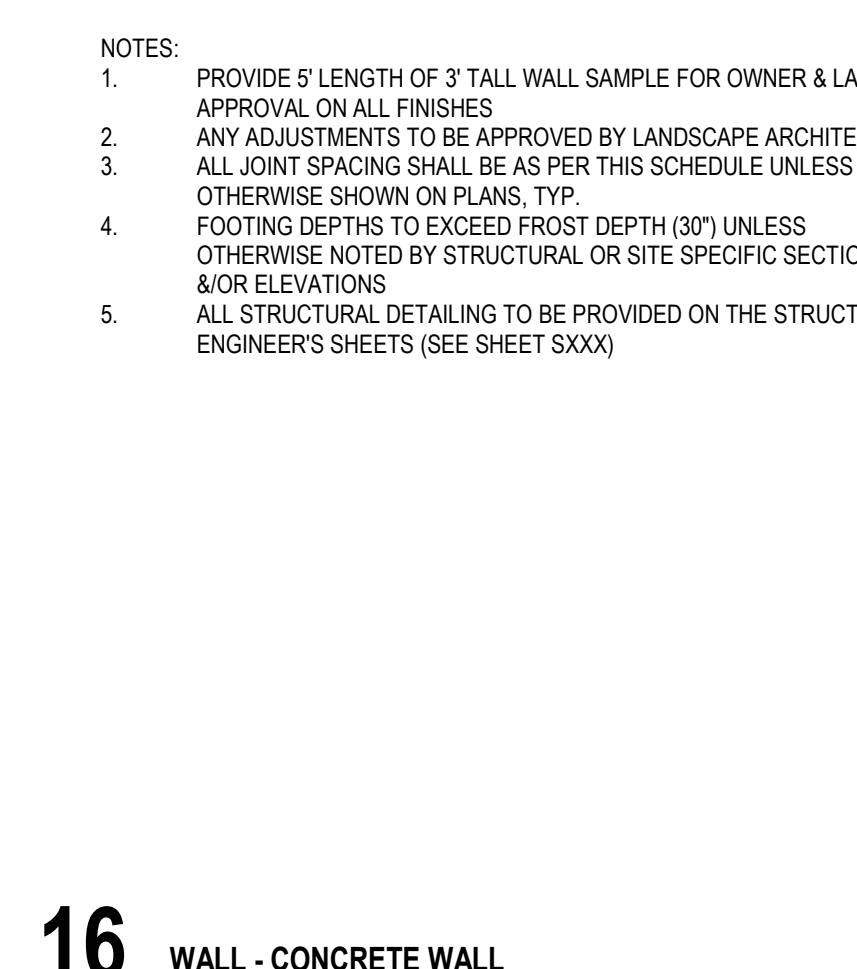 NOTES:
1. PROVIDE 5' LENGTH OF 3' TALL WALL SAMPLE FOR OWNER & LA
APPROVAL ON ALL FINISHES
2. ANY ADJUSTMENTS TO BE APPROVED BY LANDSCAPE ARCHITE
3. ALL JOINT SPACING SHALL BE AS PER THIS SCHEDULE UNLESS
OTHERWISE SHOWN ON PLANS, TYP.
4. FOOTING DEPTHS TO EXCEED FROST DEPTH (30") UNLESS
OTHERWISE NOTED BY STRUCTURAL OR SITE SPECIFIC SECTIO
&/OR ELEVATIONS
5. ALL STRUCTURAL DETAILING TO BE PROVIDED ON THE STRUCT
ENGINEER'S SHEETS (SEE SHEET SXXX)
16 WALL - CONCRETE WALL